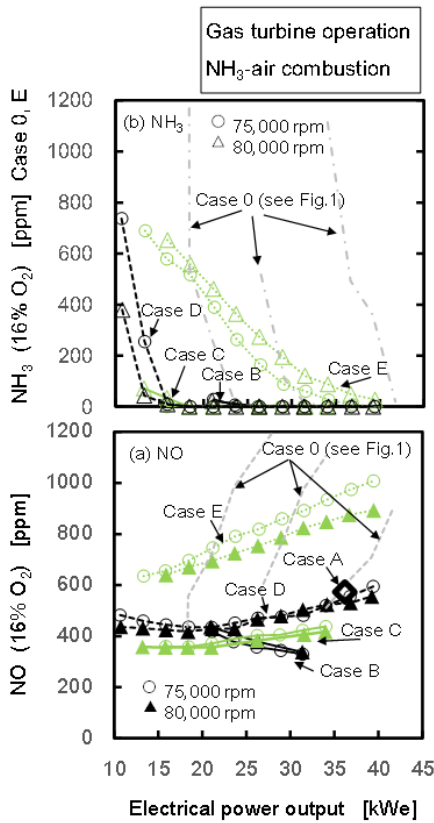 Gas turbine operation
NH₃-air combustion
NH₃ (16% O₂) [ppm] Case 0, E
1200
1000
800
600
400
200
0
(b) NH₃
75,000 rpm
80,000 rpm
Case 0 (see Fig.1)
Case D
Case C
Case B
Case E
NO (16% O₂) [ppm]
1200
1000
800
600
400
200
0
(a) NO
Case 0 (see Fig.1)
Case E
Case A
Case D
Case C
Case B
75,000 rpm
80,000 rpm
10 15 20 25 30 35 40 45
Electrical power output [kWe]